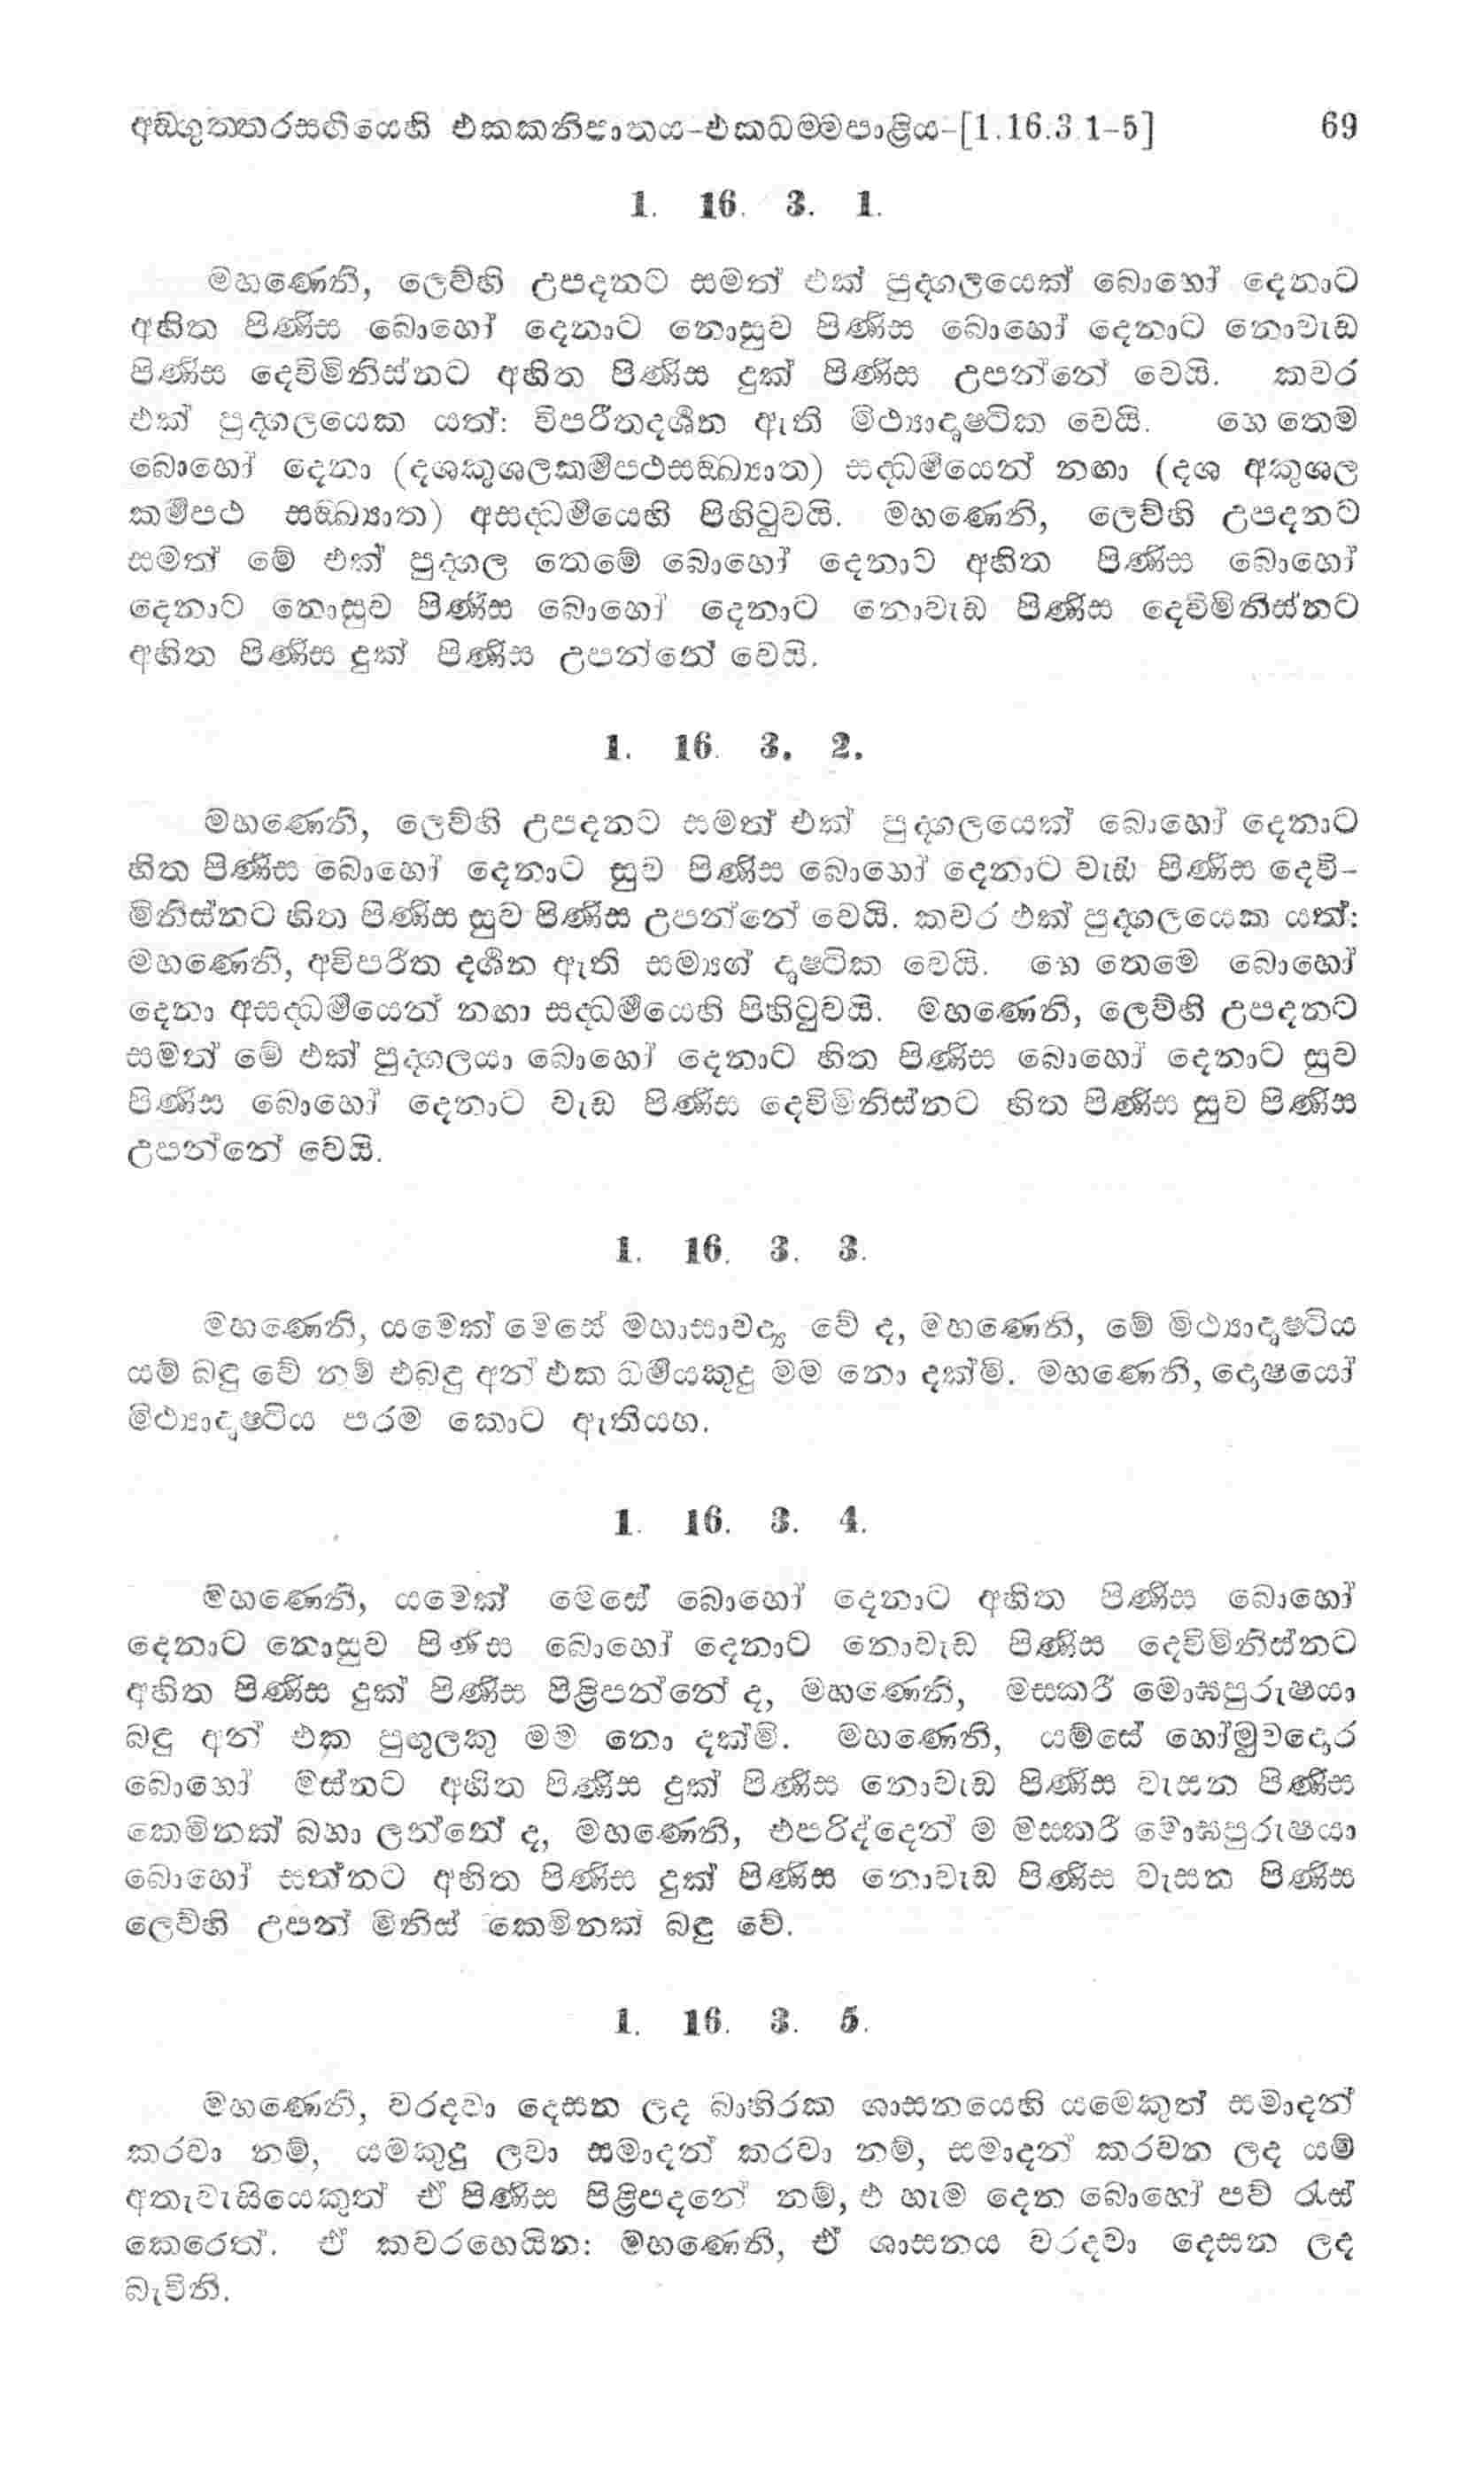 අඞ්ගුත්තරසඟියෙහි එකකනිපාතය-එකධම්මපාළිය-[1.16.3.1-5] 69
1. 16. 3. 1.
මහණෙනි, ලෙව්හි උපදනට සමත් එක් පුද්ගලයෙක් බොහෝ දෙනාට
අහිත පිණිස බොහෝ දෙනාට නොසුව පිණිස බොහෝ දෙනාට නොවැඩ
පිණිස දෙව්මිනිස්නට අහිත පිණිස දුක් පිණිස උපන්නේ වෙයි. කවර
එක් පුද්ගලයෙක යත්: විපරීතදර්‍ශන ඇති මිථ්‍යාදෘෂ්ටික වෙයි. හෙ තෙම
බොහෝ දෙනා (දශකුශලකර්‍මපථසඞ්ඛ්‍යාත) සද්ධර්‍මයෙන් නඟා (දශ අකුශල
කර්‍මපථ සඞ්ඛ්‍යාත) අසද්ධර්‍මයෙහි පිහිටුවයි. මහණෙනි, ලෙව්හි උපදනට
සමත් මේ එක් පුද්ගල තෙමේ බොහෝ දෙනාට අහිත පිණිස බොහෝ
දෙනාට නොසුව පිණිස බොහෝ දෙනාට නොවැඩ පිණිස දෙව්මිනිස්නට
අහිත පිණිස දුක් පිණිස උපන්නේ වෙයි.
1. 16. 3. 2.
මහණෙනි, ලෙව්හි උපදනට සමත් එක් පුද්ගලයෙක් බොහෝ දෙනාට
හිත පිණිස බොහෝ දෙනාට සුව පිණිස බොහෝ දෙනාට වැඩ පිණිස දෙව්-
මිනිස්නට හිත පිණිස සුව පිණිස උපන්නේ වෙයි. කවර එක් පුද්ගලයෙක යත්:
මහණෙනි, අවිපරීත දර්‍ශන ඇති සම්‍යග් දෘෂ්ටික වෙයි. හෙ තෙමෙ බොහෝ
දෙනා අසද්ධර්‍මයෙන් නඟා සද්ධර්‍මයෙහි පිහිටුවයි. මහණෙනි, ලෙව්හි උපදනට
සමත් මේ එක් පුද්ගලයා බොහෝ දෙනාට හිත පිණිස බොහෝ දෙනාට සුව
පිණිස බොහෝ දෙනාට වැඩ පිණිස දෙව්මිනිස්නට හිත පිණිස සුව පිණිස
උපන්නේ වෙයි.
1. 16. 3. 3.
මහණෙනි, යමෙක් මෙසේ මහාසාවද්‍ය වේ ද, මහණෙනි, මේ මිථ්‍යාදෘෂ්ටිය
යම් බඳු වේ නම් එබඳු අන් එක ධර්‍මයකුදු මම නො දක්මි. මහණෙනි, දොෂයෝ
මිථ්‍යාදෘෂ්ටිය පරම කොට ඇතියහ.
1. 16. 3. 4.
මහණෙනි, යමෙක් මෙසේ බොහෝ දෙනාට අහිත පිණිස බොහෝ
දෙනාට නොසුව පිණිස බොහෝ දෙනාට නොවැඩ පිණිස දෙව්මිනිස්නට
අහිත පිණිස දුක් පිණිස පිළිපන්නේ ද, මහණෙනි, මස්කරී මොඝපුරුෂයා
බඳු අන් එක පුඟුලකු මම නො දක්මි. මහණෙනි, යම්සේ හෝමුවදොර
බොහෝ මස්නට අහිත පිණිස දුක් පිණිස නොවැඩ පිණිස වැසන පිණිස
කෙමිනක් බහා ලන්නේ ද, මහණෙනි, එපරිද්දෙන් ම මස්කරී මොඝපුරුෂයා
බොහෝ සත්නට අහිත පිණිස දුක් පිණිස නොවැඩ පිණිස වැසන පිණිස
ලෙව්හි උපන් මිනිස් කෙමිනක් බඳු වේ.
1. 16. 3. 5.
මහණෙනි, වරදවා දෙසන ලද බාහිරක ශාසනයෙහි යමෙකුත් සමාදන්
කරවා නම්, යමකුදු ලවා සමාදන් කරවා නම්, සමාදන් කරවන ලද යම්
අතැවැසියෙකුත් ඒ පිණිස පිළිපදනේ නම්, එ හැම දෙන බොහෝ පව් රැස්
කෙරෙත්. ඒ කවරහෙයින: මහණෙනි, ඒ ශාසනය වරදවා දෙසන ලද
බැවිනි.